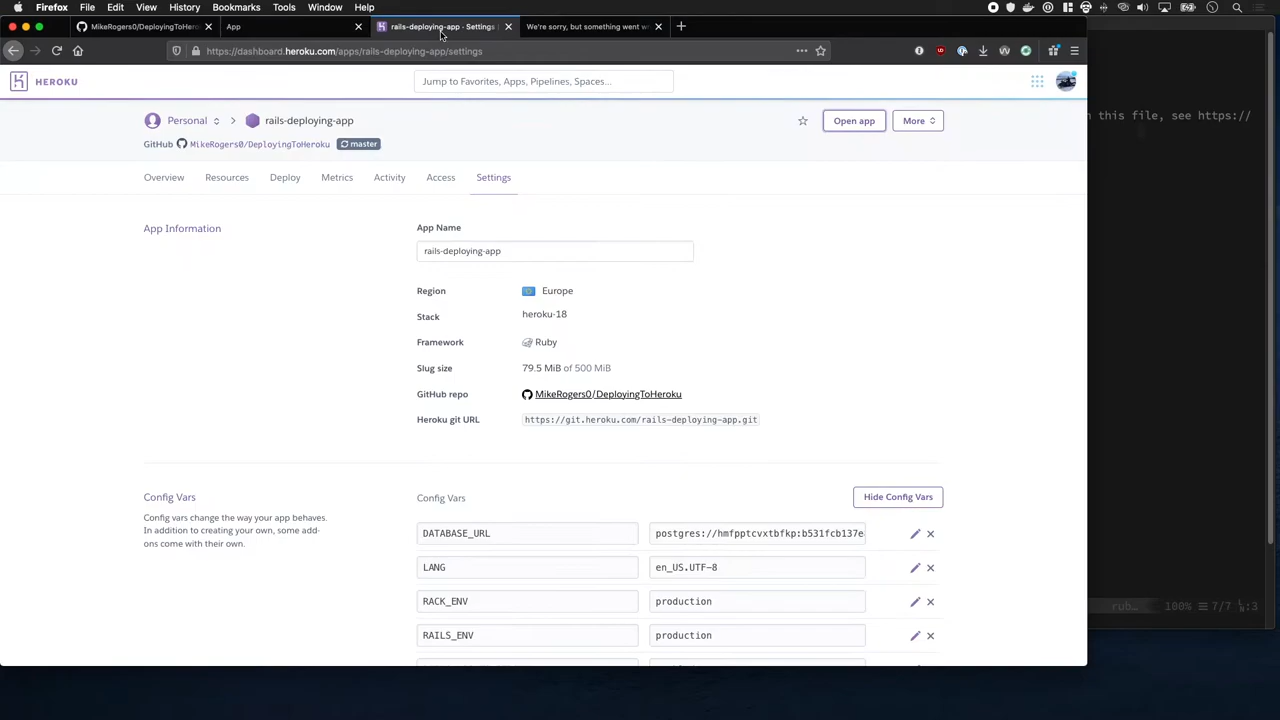 Firefox File Edit View History Bookmarks Tools Window Help
MikeRogers0/DeployingToHero
App
rails-deploying-app · Settings |
We're sorry, but something went w
https://dashboard.heroku.com/apps/rails-deploying-app/settings
HEROKU
Jump to Favorites, Apps, Pipelines, Spaces...
Personal
rails-deploying-app
Open app
More
n this file, see https://
GitHub MikeRogers0/DeployingToHeroku master
Overview Resources Deploy Metrics Activity Access Settings
App Information
App Name
rails-deploying-app
Region Europe
Stack heroku-18
Framework Ruby
Slug size 79.5 MiB of 500 MiB
GitHub repo MikeRogers0/DeployingToHeroku
Heroku git URL https://git.heroku.com/rails-deploying-app.git
Config Vars
Config vars change the way your app behaves.
In addition to creating your own, some add-
ons come with their own.
Config Vars
Hide Config Vars
DATABASE_URL postgres://hmfpptcvxtbfkp:b531fcb137e
LANG en_US.UTF-8
RACK_ENV production
RAILS_ENV production
rub… 100% 7/7 :3